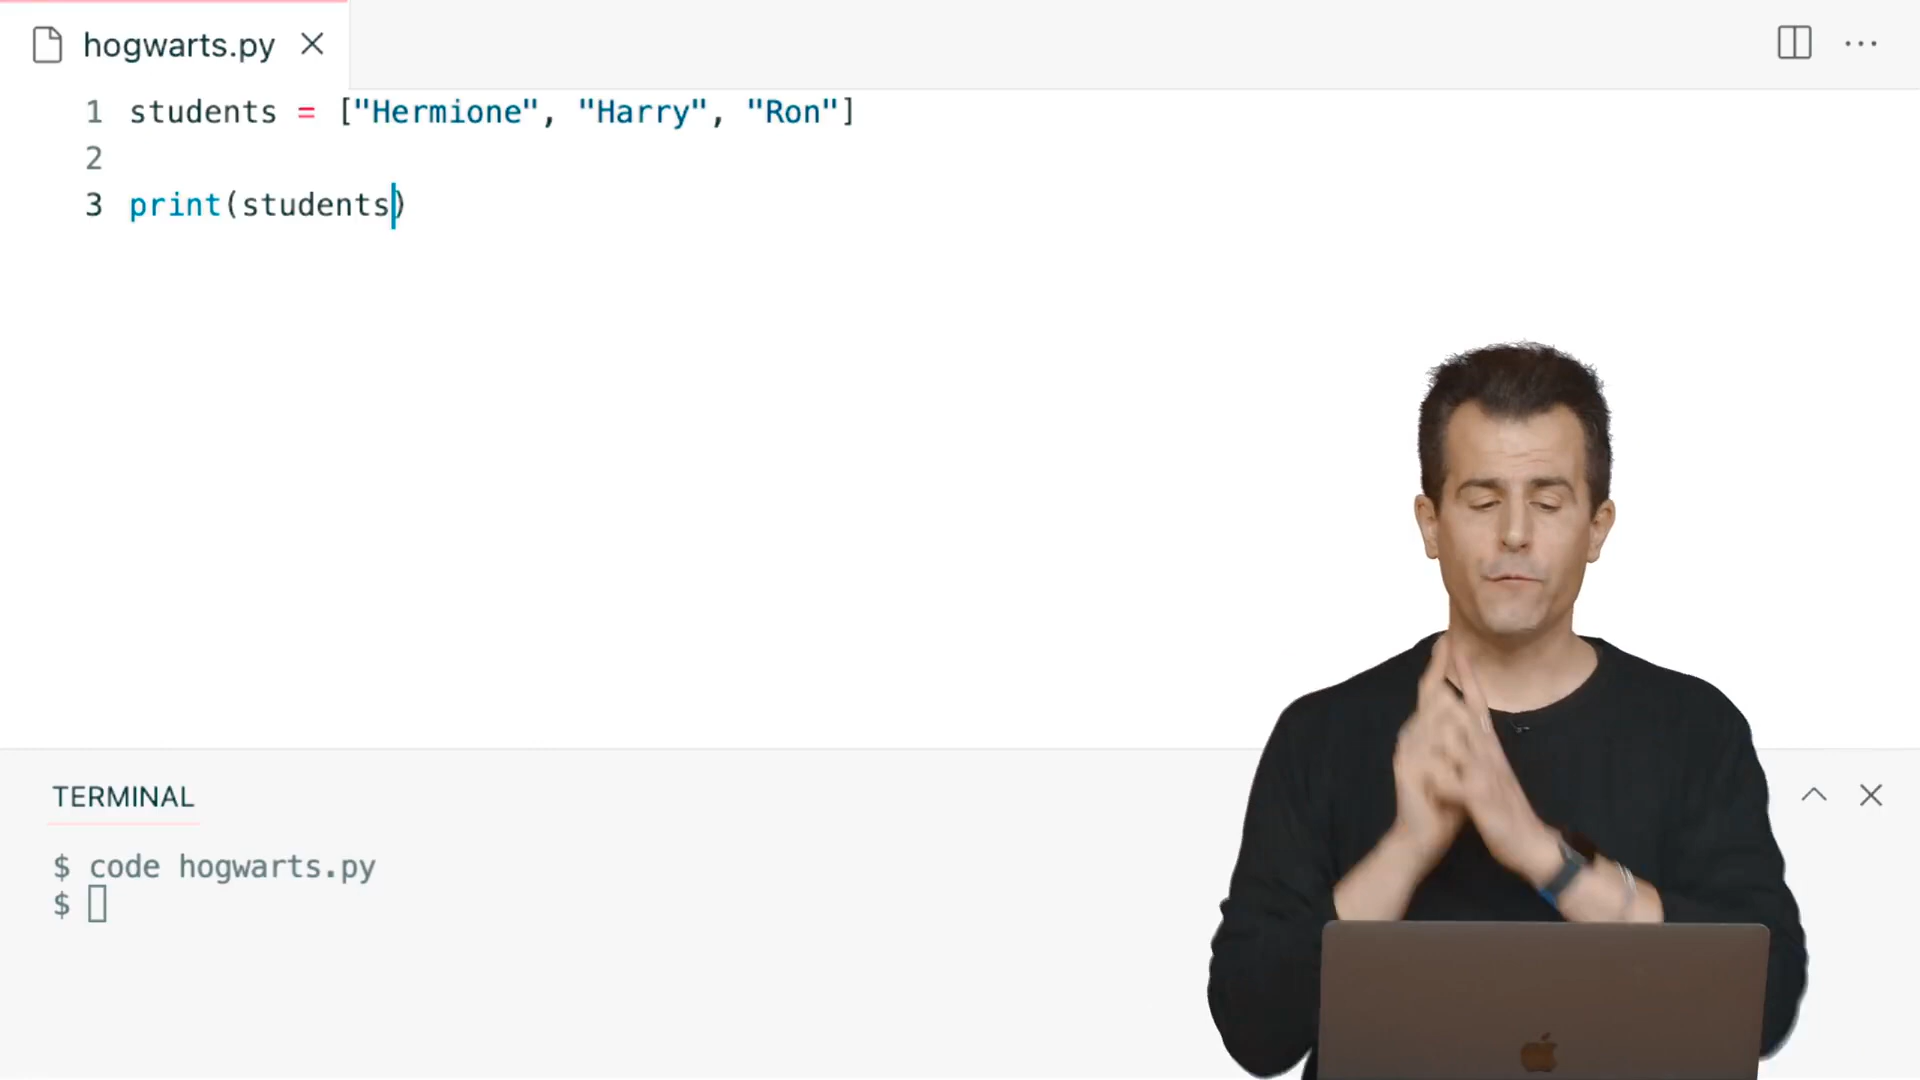 hogwarts.py
1 students = ["Hermione", "Harry", "Ron"]
2
3 print(students)
TERMINAL
$ code hogwarts.py
$